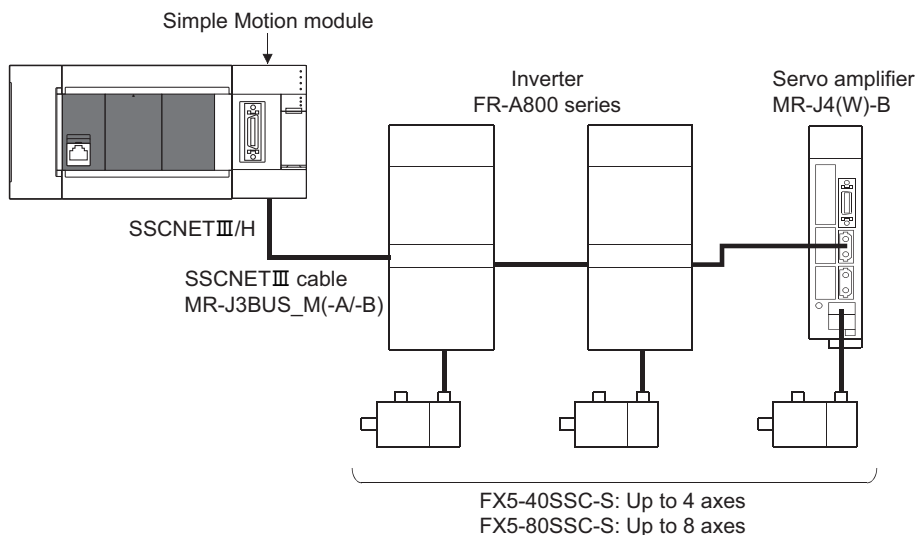 Simple Motion module
Inverter
FR-A800 series
Servo amplifier
MR-J4(W)-B
SSCNETⅢ/H
SSCNETⅢ cable
MR-J3BUS_M(-A/-B)
FX5-40SSC-S: Up to 4 axes
FX5-80SSC-S: Up to 8 axes